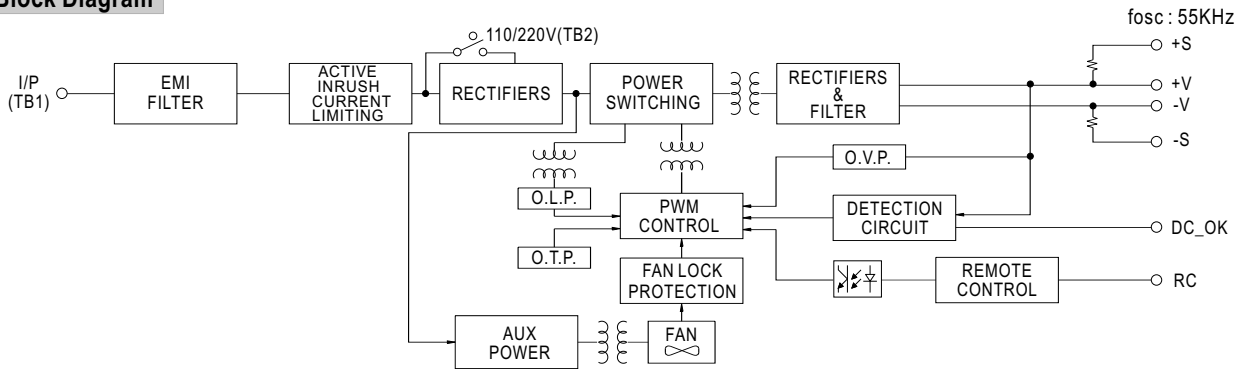 Block Diagram
fosc : 55KHz
I/P
(TB1)
EMI
FILTER
ACTIVE
INRUSH
CURRENT
LIMITING
110/220V(TB2)
RECTIFIERS
POWER
SWITCHING
RECTIFIERS
&
FILTER
+S
+V
-V
-S
O.L.P.
O.T.P.
PWM
CONTROL
O.V.P.
DETECTION
CIRCUIT
DC_OK
FAN LOCK
PROTECTION
REMOTE
CONTROL
RC
AUX
POWER
FAN